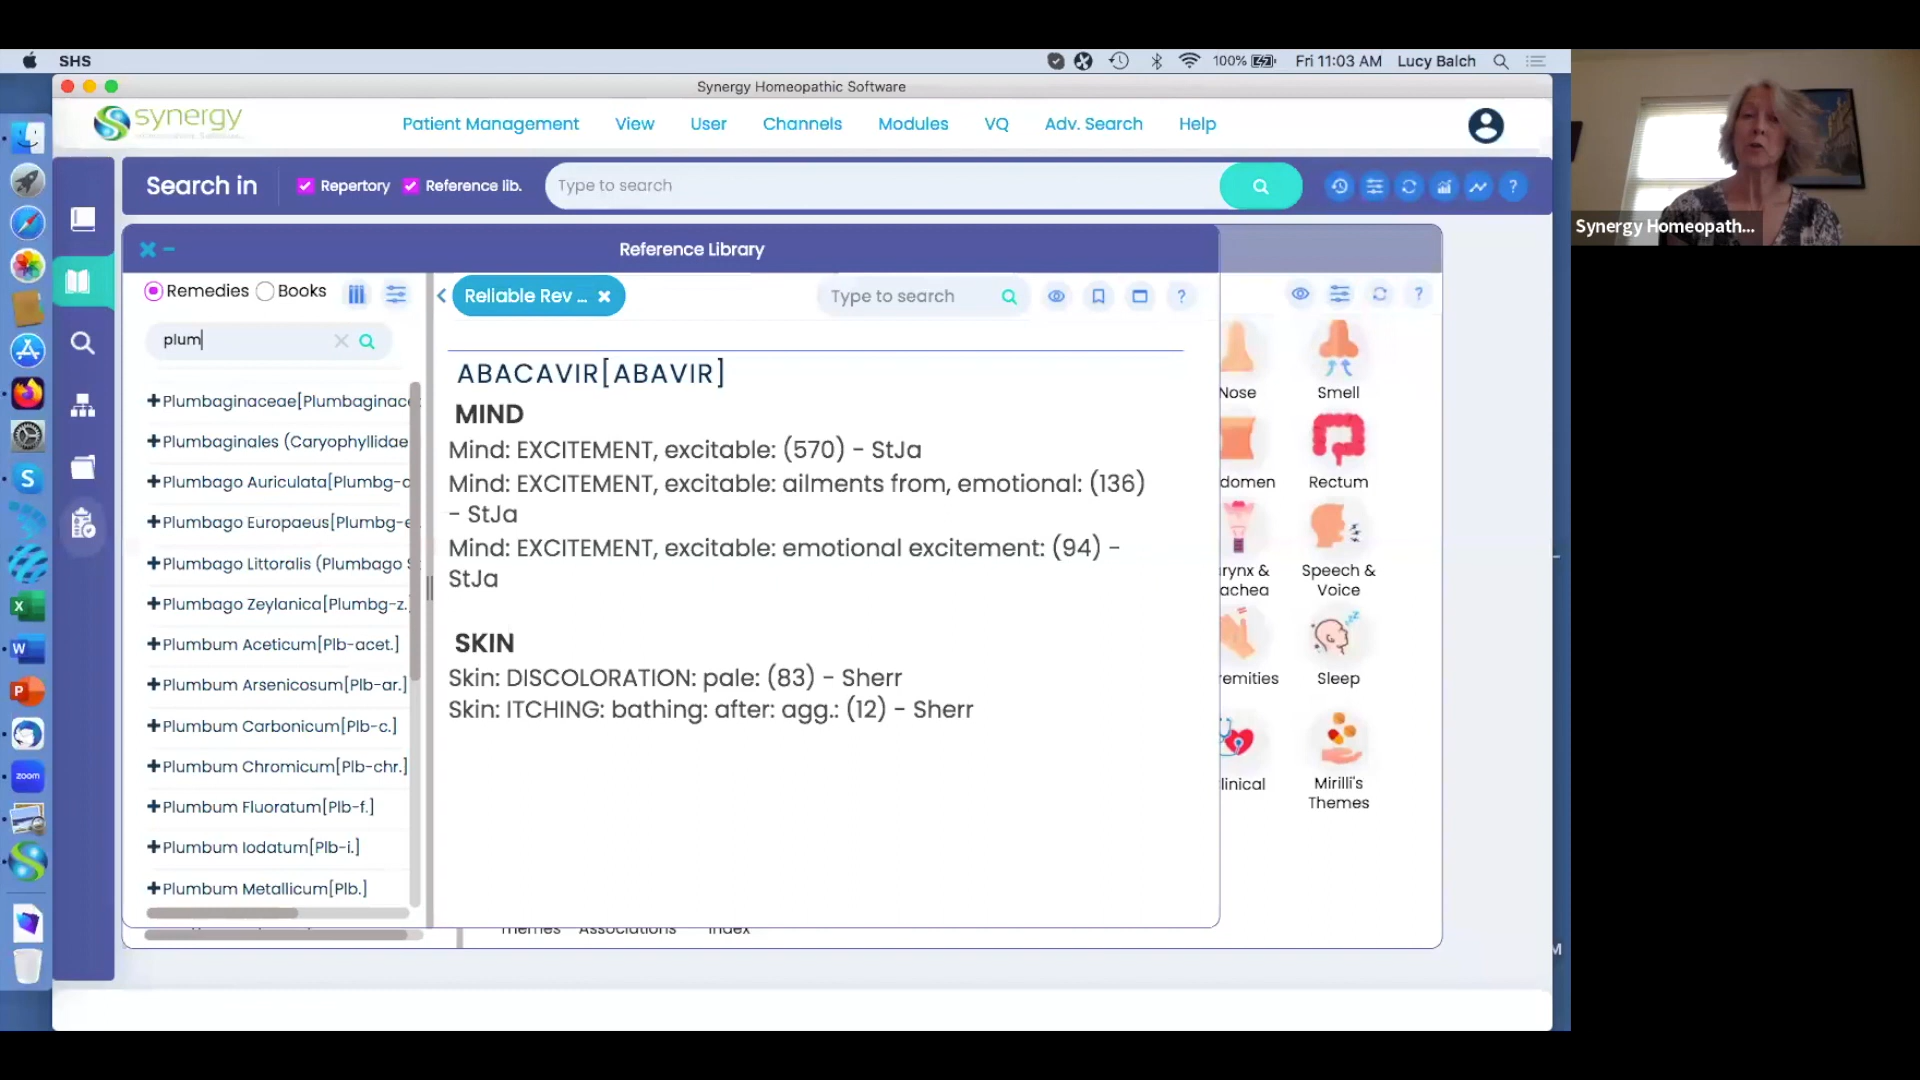 SHS
100%
Fri 11:03 AM
Lucy Balch
Synergy Homeopathic Software
synergy
Patient Management
View
User
Channels
Modules
VQ
Adv. Search
Help
Search in
Repertory
Reference lib.
Type to search
?
Reference Library
Remedies
Books
Reliable Rev ...
Type to search
?
?
plum
Plumbaginaceae[Plumbaginace
Plumbaginales (Caryophyllidae
Plumbago Auriculata[Plumbg-a
Plumbago Europaeus[Plumbg-e
Plumbago Littoralis (Plumbago S
Plumbago Zeylanica[Plumbg-z.]
Plumbum Aceticum[Plb-acet.]
Plumbum Arsenicosum[Plb-ar.]
Plumbum Carbonicum[Plb-c.]
Plumbum Chromicum[Plb-chr.]
Plumbum Fluoratum[Plb-f.]
Plumbum Iodatum[Plb-i.]
Plumbum Metallicum[Plb.]
ABACAVIR[ABAVIR]
MIND
Mind: EXCITEMENT, excitable: (570) - StJa
Mind: EXCITEMENT, excitable: ailments from, emotional: (136)
- StJa
Mind: EXCITEMENT, excitable: emotional excitement: (94) -
StJa
SKIN
Skin: DISCOLORATION: pale: (83) - Sherr
Skin: ITCHING: bathing: after: agg.: (12) - Sherr
Nose
Smell
domen
Rectum
rynx &
achea
Speech &
Voice
remities
Sleep
linical
Mirilli's
Themes
Themes
Associations
Index
zoom
M
Synergy Homeopath...